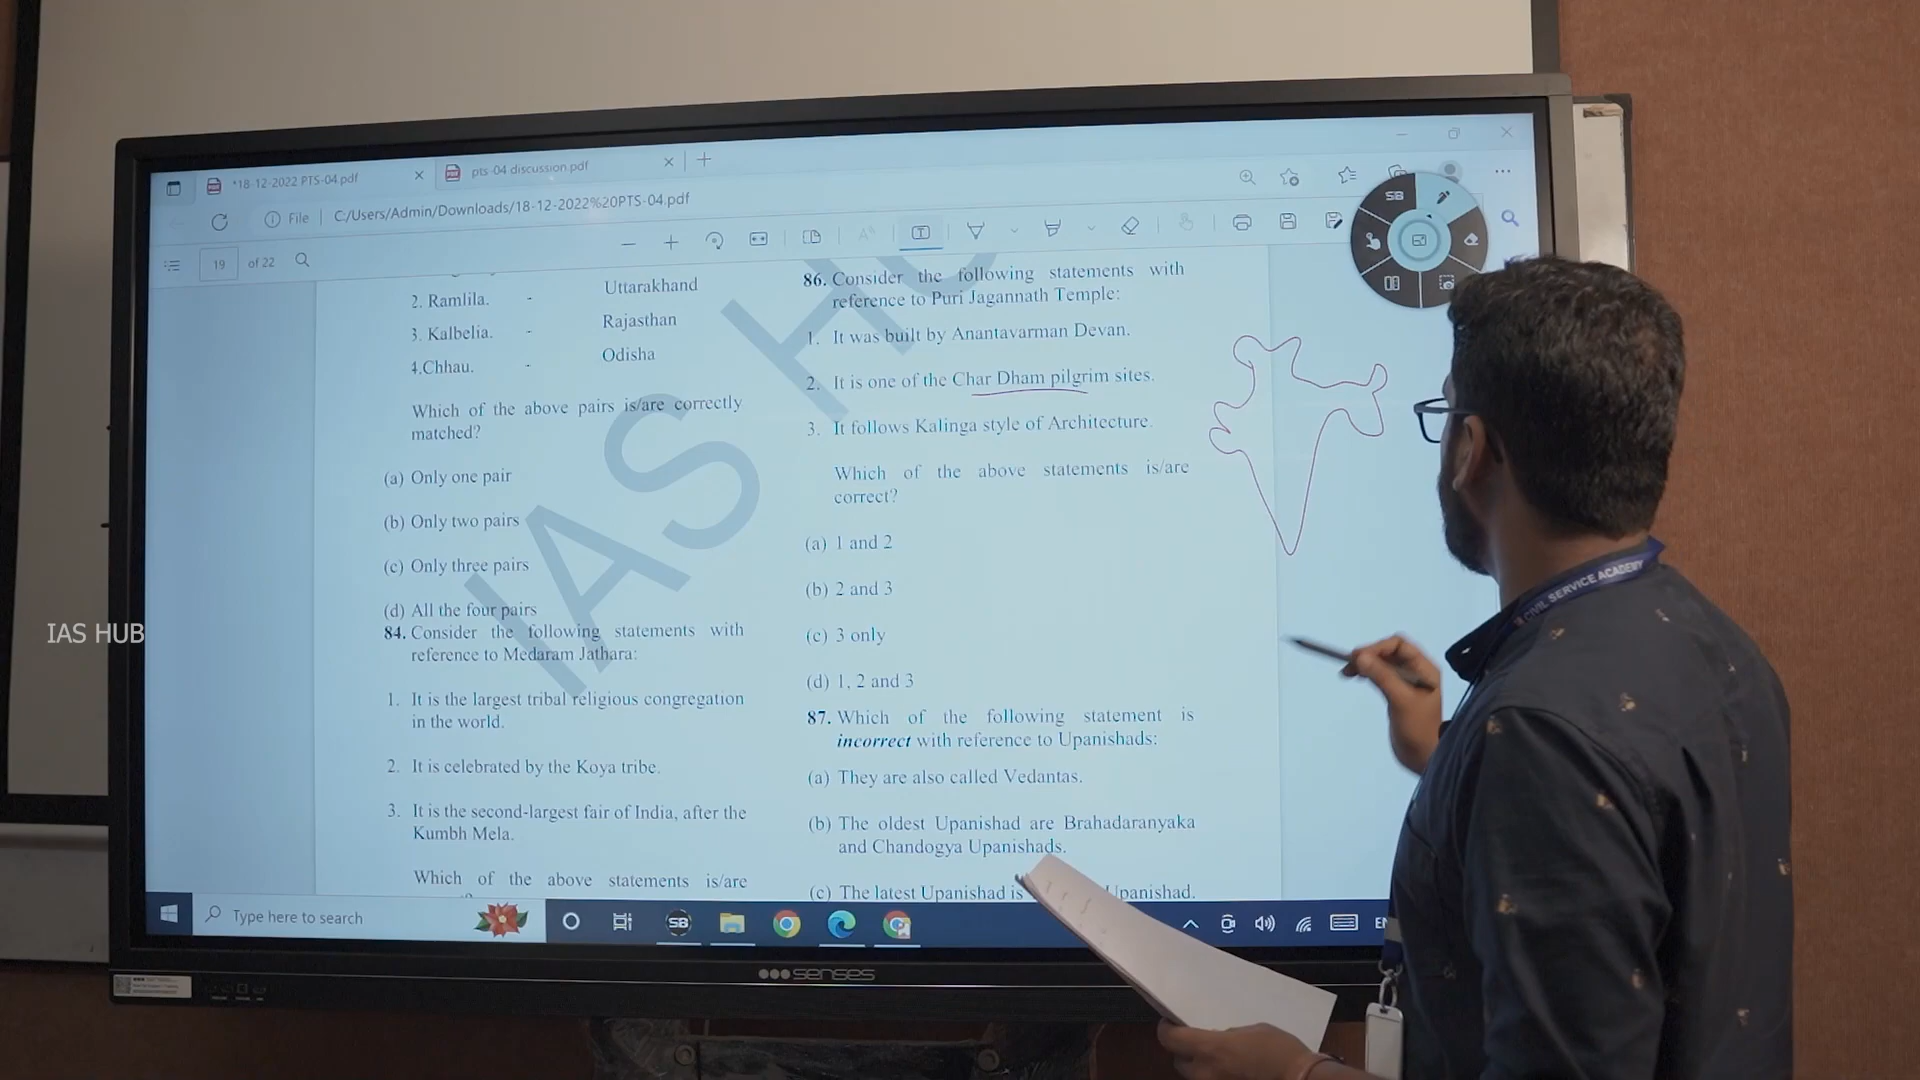 *18-12-2022 PTS-04.pdf
pts -04 discussion.pdf
File
C:/Users/Admin/Downloads/18-12-2022%20PTS-04.pdf
19
of 22
SB
2. Ramlila. - Uttarakhand
3. Kalbelia. - Rajasthan
4.Chhau. - Odisha
Which of the above pairs is/are correctly
matched?
(a) Only one pair
(b) Only two pairs
(c) Only three pairs
(d) All the four pairs
84. Consider the following statements with
reference to Medaram Jathara:
1. It is the largest tribal religious congregation
in the world.
2. It is celebrated by the Koya tribe.
3. It is the second-largest fair of India, after the
Kumbh Mela.
Which of the above statements is/are
86. Consider the following statements with
reference to Puri Jagannath Temple:
1. It was built by Anantavarman Devan.
2. It is one of the Char Dham pilgrim sites.
3. It follows Kalinga style of Architecture.
Which of the above statements is/are
correct?
(a) 1 and 2
(b) 2 and 3
(c) 3 only
(d) 1, 2 and 3
87. Which of the following statement is
incorrect with reference to Upanishads:
(a) They are also called Vedantas.
(b) The oldest Upanishad are Brahadaranyaka
and Chandogya Upanishads.
(c) The latest Upanishad is Upanishad.
IAS HU
IAS HUB
CIVIL SERVICE ACADEMY
Type here to search
SB
senses